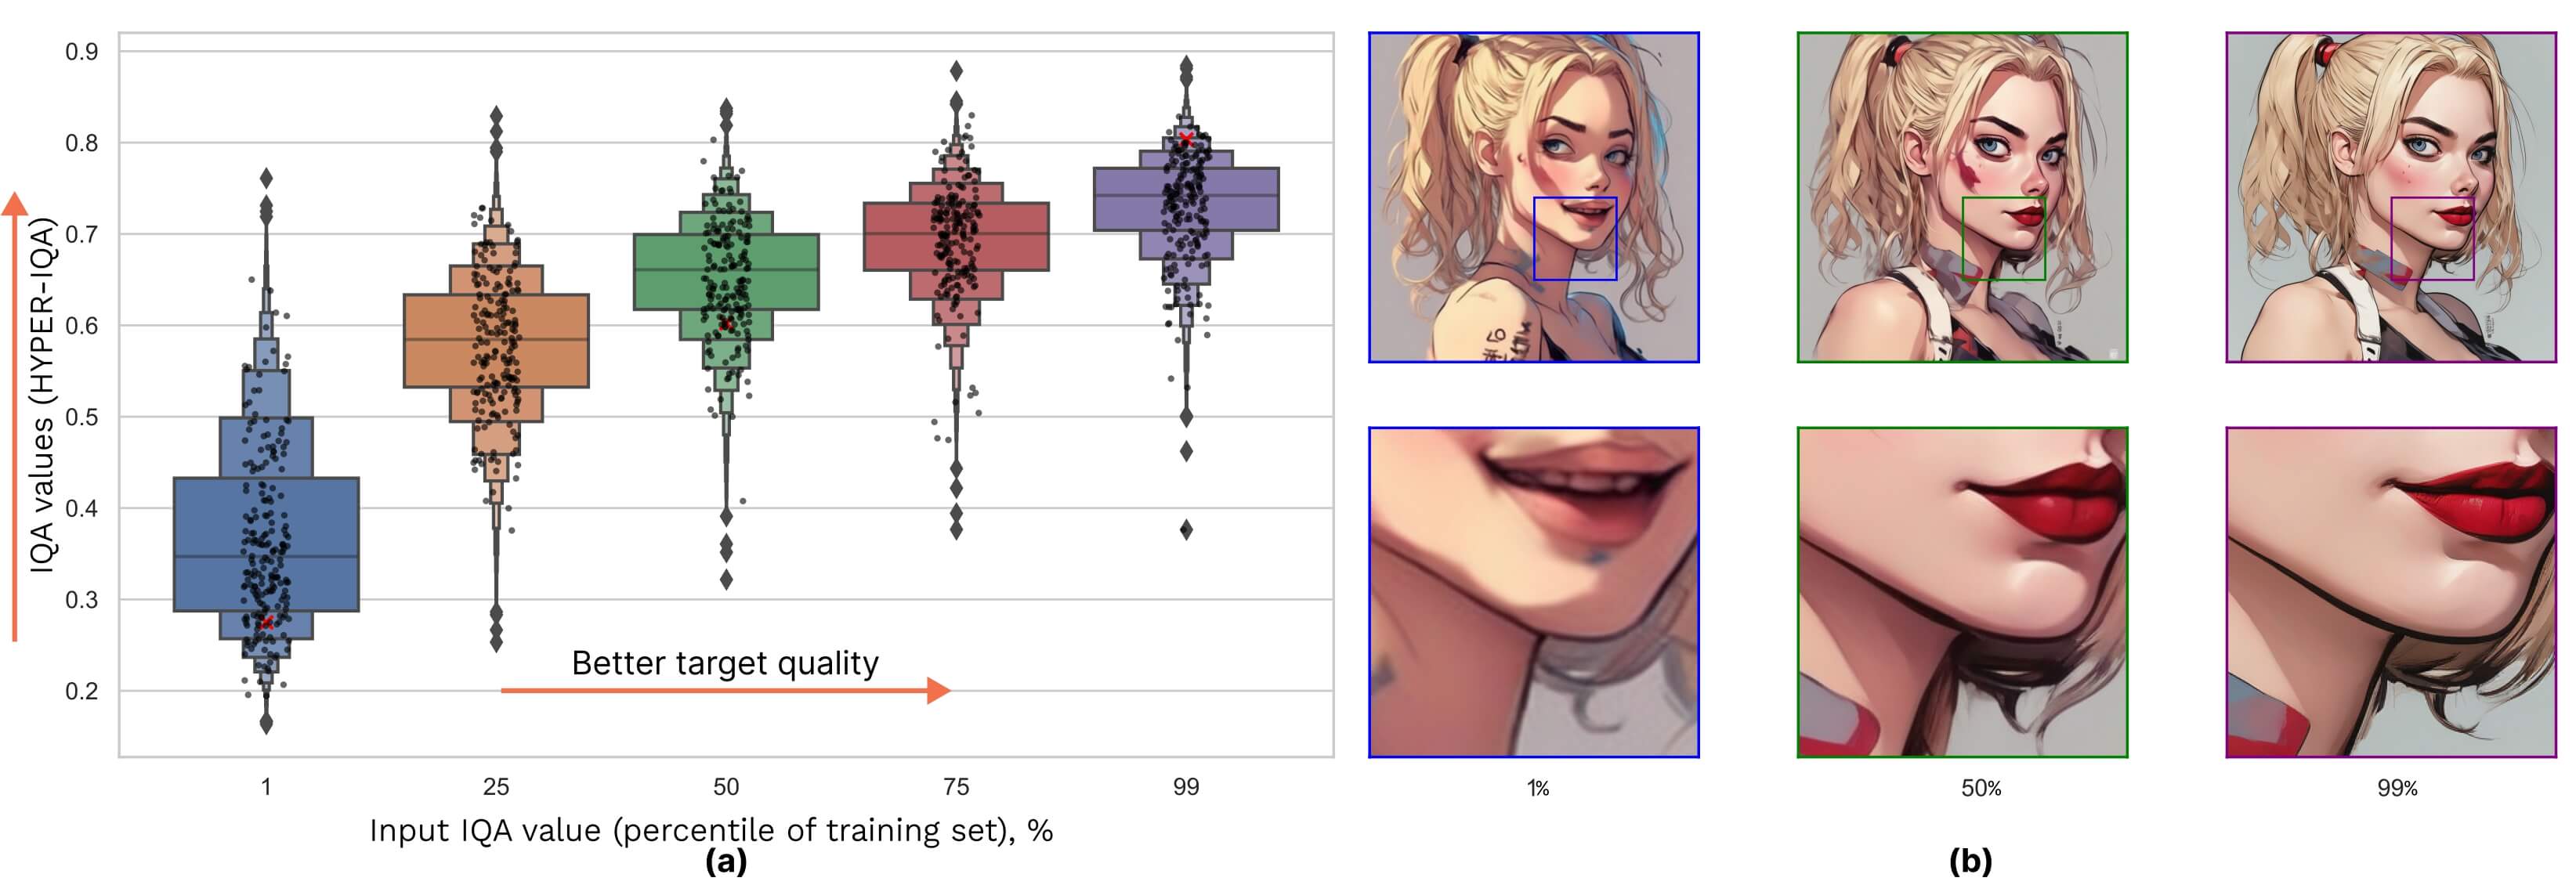 0.9
0.8
0.7
0.6
0.5
0.4
0.3
0.2
IQA values (HYPER-IQA)
Better target quality
1 25 50 75 99
Input IQA value (percentile of training set), %
(a)
1% 50% 99%
(b)